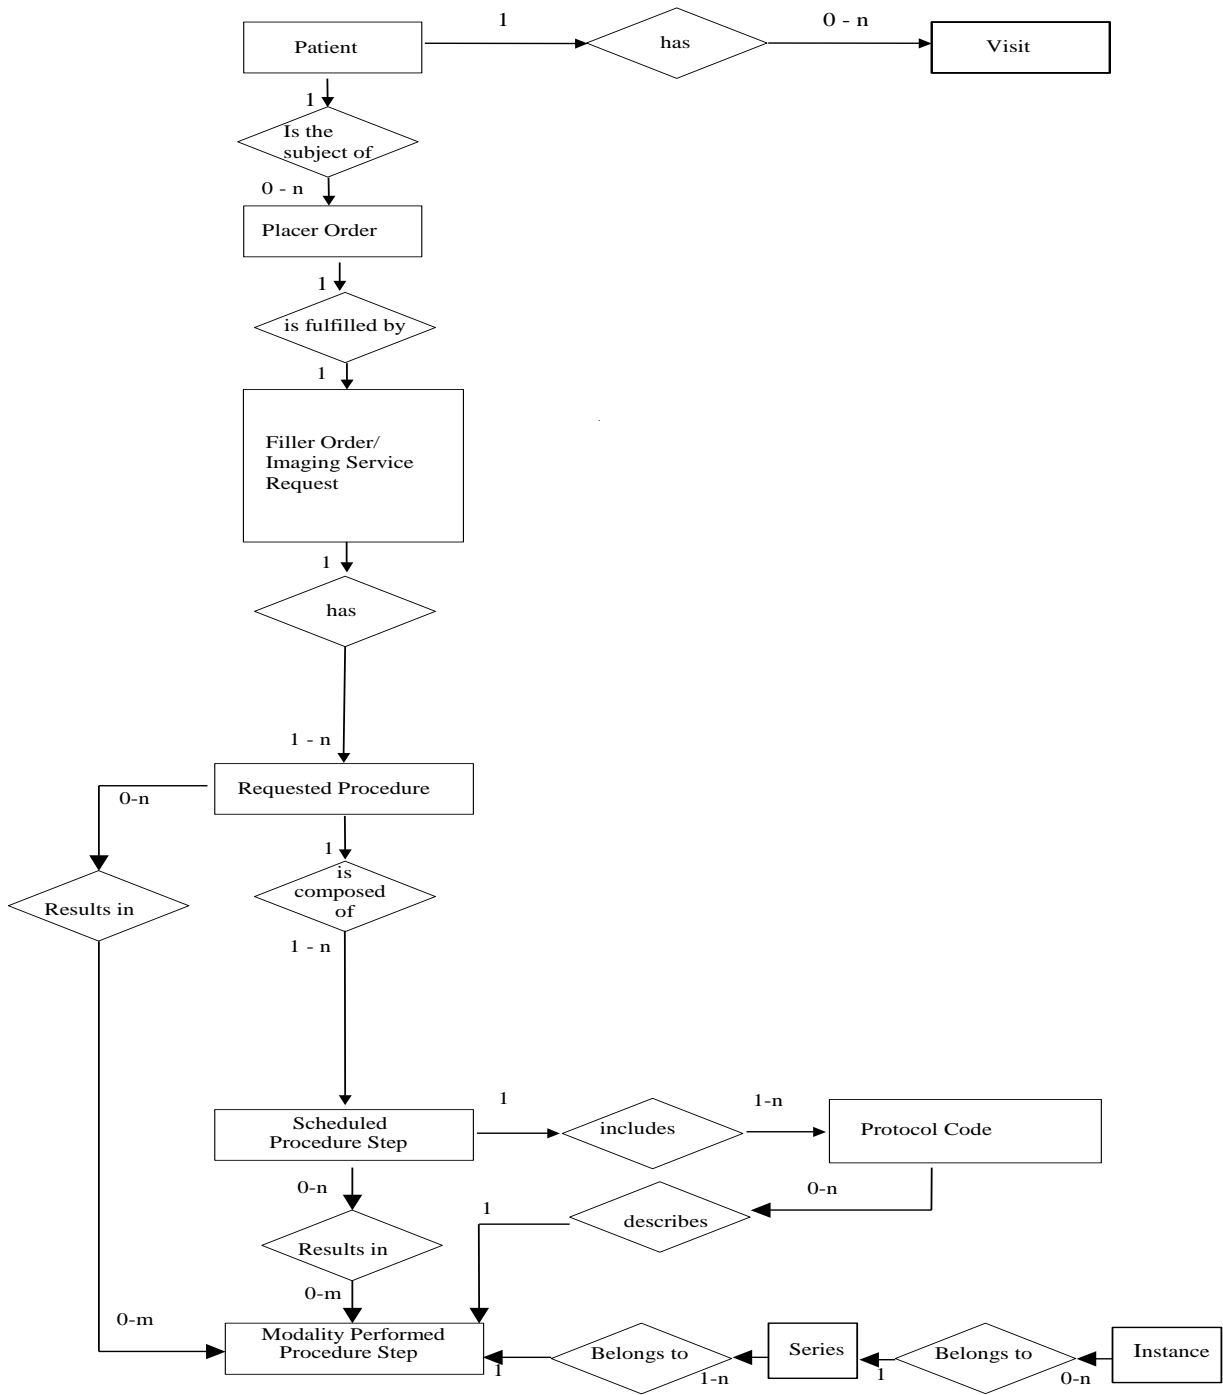 1
0 - n
Patient
has
Visit
1
Is the
subject of
0 - n
Placer Order
1
is fulfilled by
1
Filler Order/
Imaging Service
Request
1
has
1 - n
Requested Procedure
0-n
1
is
composed
of
Results in
1 - n
Scheduled
Procedure Step
1
includes
1-n
Protocol Code
0-n
0-n
1
describes
Results in
0-m
0-m
Modality Performed
Procedure Step
1
Belongs to
1-n
Series
1
Belongs to
0-n
Instance